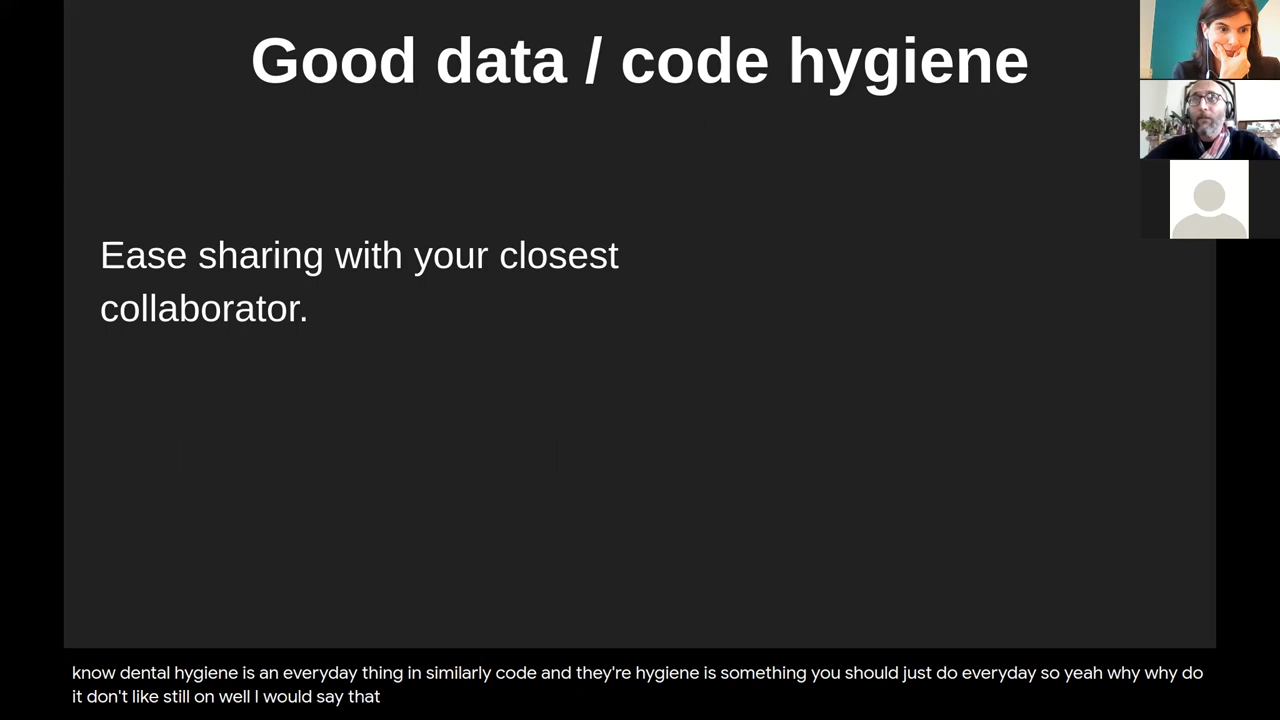 Good data / code hygiene
Ease sharing with your closest
collaborator.
know dental hygiene is an everyday thing in similarly code and they're hygiene is something you should just do everyday so yeah why why do
it don't like still on well I would say that